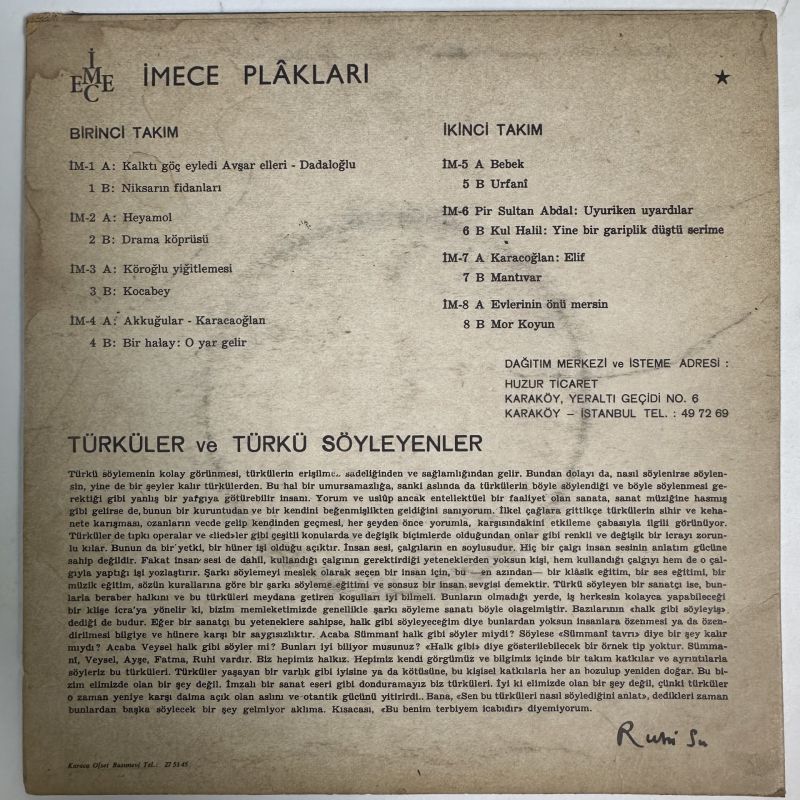 İMECE
İMECE PLÂKLARI
BİRİNCİ TAKIM
İM-1 A: Kalktı göç eyledi Avşar elleri - Dadaloğlu
1 B: Niksarın fidanları
İM-2 A: Heyamol
2 B: Drama köprüsü
İM-3 A: Köroğlu yiğitlemesi
3 B: Kocabey
İM-4 A: Akkuğular - Karacaoğlan
4 B: Bir halay: O yar gelir
İKİNCİ TAKIM
İM-5 A Bebek
5 B Urfanî
İM-6 Pir Sultan Abdal: Uyuriken uyardılar
6 B Kul Halil: Yine bir gariplik düştü serime
İM-7 A Karacoğlan: Elif
7 B Mantıvar
İM-8 A Evlerinin önü mersin
8 B Mor Koyun
DAĞITIM MERKEZİ ve İSTEME ADRESİ :
HUZUR TİCARET
KARAKÖY, YERALTI GEÇİDİ NO. 6
KARAKÖY – İSTANBUL TEL. : 49 72 69
TÜRKÜLER ve TÜRKÜ SÖYLEYENLER
Türkü söylemenin kolay görünmesi, türkülerin erişilmez sadeliğinden ve sağlamlığından gelir. Bundan dolayı da, nasıl söylenirse söylen-
sin, yine de bir şeyler kalır türkülerden. Bu hal bir umursamazlığa, sanki aslında da türkülerin böyle söylendiği ve böyle söylenmesi ge-
rektiği gibi yanlış bir yargıya götürebilir insanı. Yorum ve uslûp ancak entellektüel bir faaliyet olan sanata, sanat müziğine hasmış
gibi gelirse de, bunun bir kuruntudan ve bir kendini beğenmişlikten geldiğini sanıyorum. İlkel çağlara gittikçe türkülerin sihir ve keha-
nete karışması, ozanların vecde gelip kendinden geçmesi, her şeyden önce yorumla, karşısındakini etkileme çabasıyla ilgili görünüyor.
Türküler de tıpkı operalar ve «lied»ler gibi çeşitli konularda ve değişik biçimlerde olduğundan onlar gibi renkli ve değişik bir icrayı zorun-
lu kılar. Bunun da bir yetki, bir hüner işi olduğu açıktır. İnsan sesi, çalgıların en soylusudur. Hiç bir çalgı insan sesinin anlatım gücüne
sahip değildir. Fakat insan sesi de dahil, kullandığı çalgının gerektirdiği yeteneklerden yoksun kişi, hem kullandığı çalgıyı hem de o çal-
gıyla yaptığı işi yozlaştırır. Şarkı söylemeyi meslek olarak seçen bir insan için, bu —en azından— bir klâsik eğitim, bir ses eğitimi, bir
müzik eğitim, sözün kurallarına göre bir şarkı söyleme eğitimi ve sonsuz bir insan sevgisi demektir. Türkü söyleyen bir sanatçı ise, bun-
larla beraber halkını ve bu türküleri meydana getiren koşulları iyi bilmeli. Bunların olmadığı yerde, iş herkesin kolayca yapabileceği
bir klişe icra'ya yönelir ki, bizim memleketimizde genellikle şarkı söyleme sanatı böyle olagelmiştir. Bazılarının «halk gibi söyleyiş»
dediği de budur. Eğer bir sanatçı bu yeteneklere sahipse, halk gibi söyleyeceğim diye bunlardan yoksun insanlara özenmesi ya da özen-
dirilmesi bilgiye ve hünere karşı bir saygısızlıktır. Acaba Sümmanî halk gibi söyler miydi? Söylese «Sümmanî tavrı» diye bir şey kalır
mıydı? Acaba Veysel halk gibi söyler mi? Bunları iyi biliyor musunuz? «Halk gibi» diye gösterilebilecek bir örnek tip yoktur. Sümma-
nî, Veysel, Ayşe, Fatma, Ruhi vardır. Biz hepimiz halkız. Hepimiz kendi görgümüz ve bilgimiz içinde bir takım katkılar ve ayrıntılarla
söyleriz bu türküleri. Türküler yaşayan bir varlık gibi iyisine ya da kötüsüne, bu kişisel katkılarla her an bozulup yeniden doğar. Bu bi-
zim elimizde olan bir şey değil. İmzalı bir sanat eseri gibi donduramayız biz türküleri. İyi ki elimizde olan bir şey değil, çünki türküler
o zaman yeniye karşı daima açık olan aslını ve otantik gücünü yitirirdi.. Bana, «Sen bu türküleri nasıl söylediğini anlat», dedikleri zaman
bunlardan başka söylecek bir şey gelmiyor aklıma. Kısacası, «Bu benim terbiyem icabıdır» diyemiyorum.
Ruhi Su
Karaca Ofset Basımevi Tel.: 27 51 45